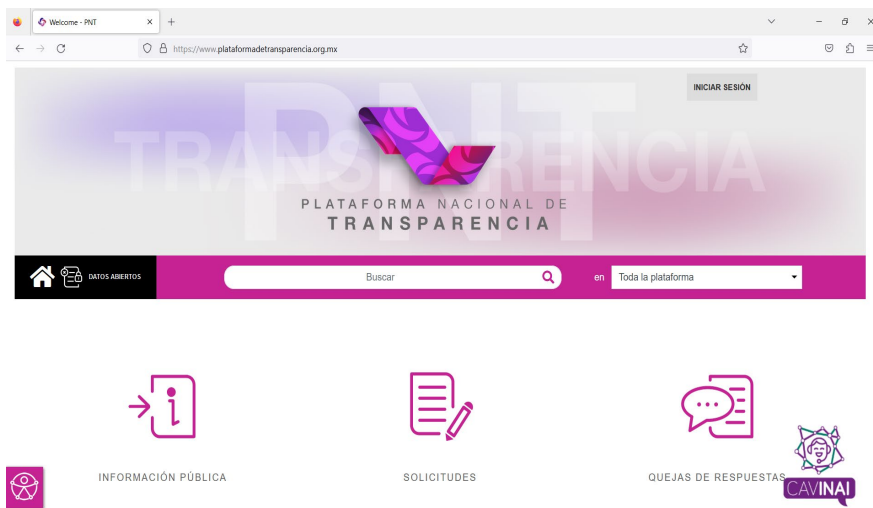 Welcome - PNT
https://www.plataformadetransparencia.org.mx
INICIAR SESIÓN
PNT
TRANSPARENCIA
PLATAFORMA NACIONAL DE
TRANSPARENCIA
DATOS ABIERTOS
Buscar
en
Toda la plataforma
INFORMACIÓN PÚBLICA
SOLICITUDES
QUEJAS DE RESPUESTAS
CAVINAI